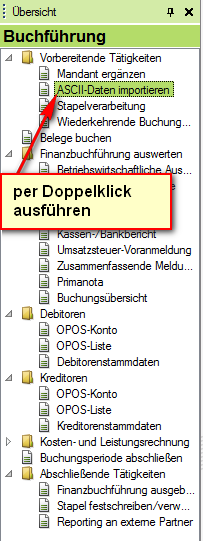 Übersicht
Buchführung
Vorbereitende Tätigkeiten
Mandant ergänzen
ASCII-Daten importieren
Stapelverarbeitung
Wiederkehrende Buchung...
Belege buchen
Finanzbuchführung auswerten
Betriebswirtschaftliche Aus...
per Doppelklick
ausführen
Kassen-/Bankbericht
Umsatzsteuer-Voranmeldung
Zusammenfassende Meldu...
Primanota
Buchungsübersicht
Debitoren
OPOS-Konto
OPOS-Liste
Debitorenstammdaten
Kreditoren
OPOS-Konto
OPOS-Liste
Kreditorenstammdaten
Kosten- und Leistungsrechnung
Buchungsperiode abschließen
Abschließende Tätigkeiten
Finanzbuchführung ausgeb...
Stapel festschreiben/verw...
Reporting an externe Partner